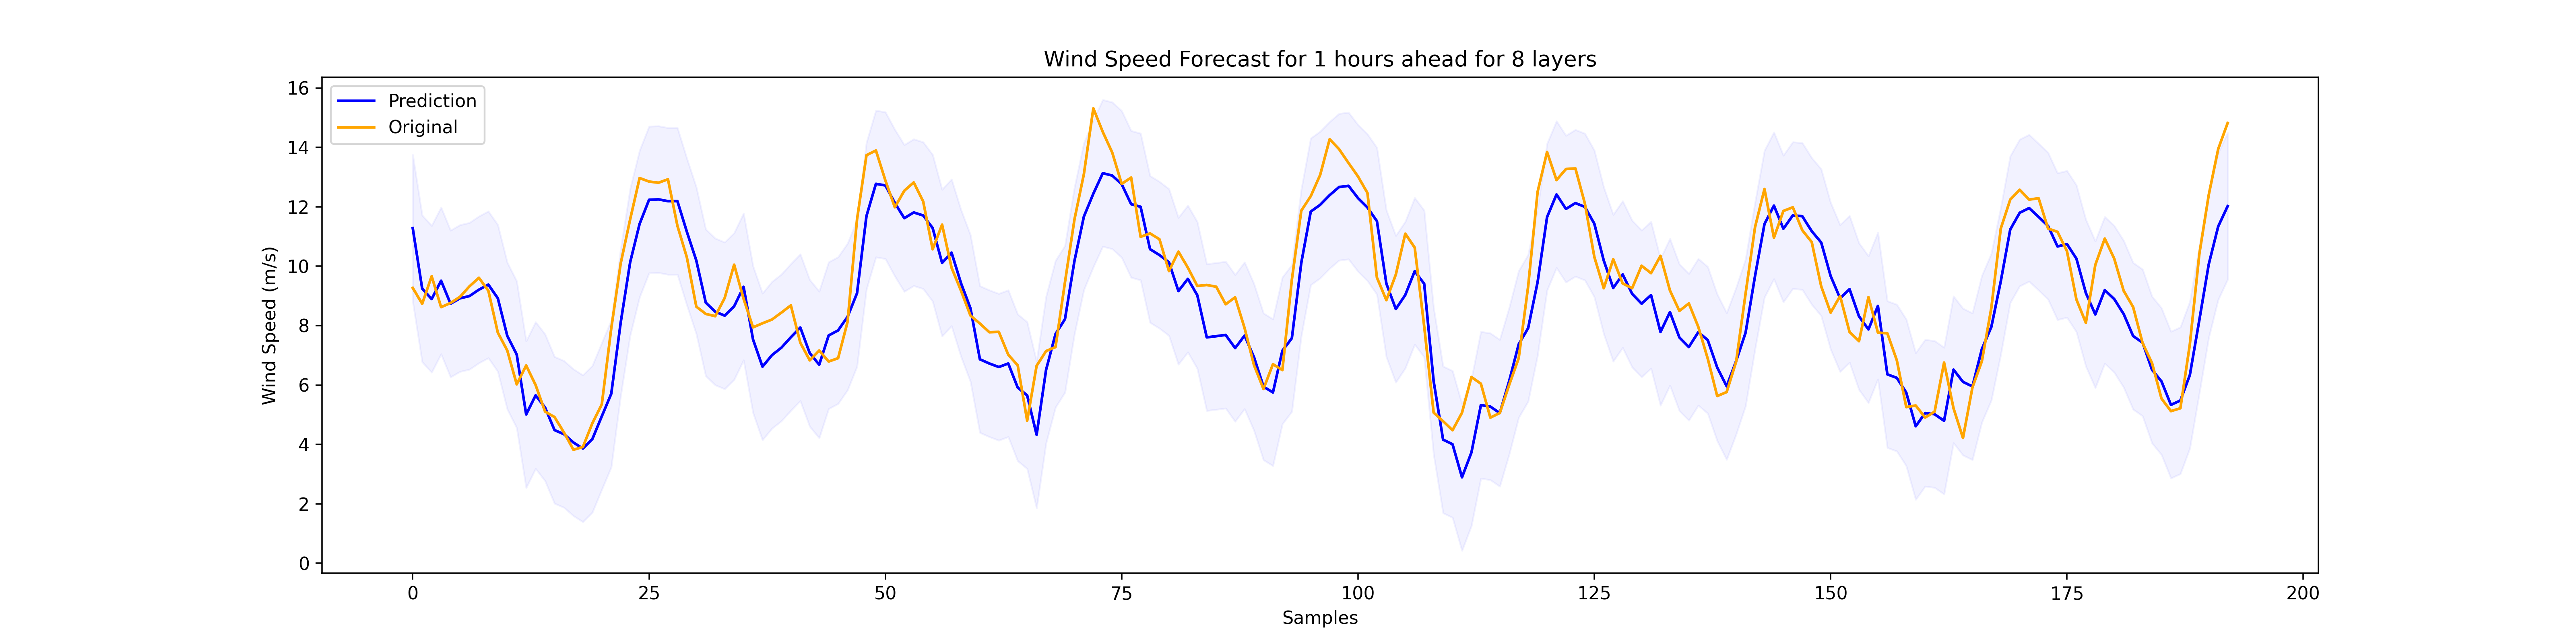 Wind Speed Forecast for 1 hours ahead for 8 layers
Prediction
Original
Wind Speed (m/s)
16
14
12
10
8
6
4
2
0
0 25 50 75 100 125 150 175 200
Samples